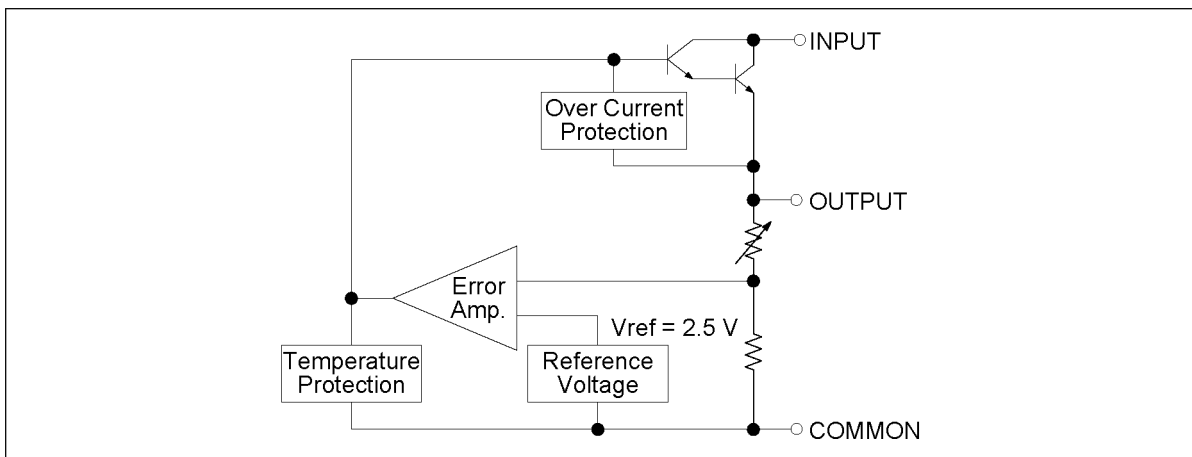 INPUT
Over Current
Protection
OUTPUT
Error
Amp.
Vref = 2.5 V
Temperature
Protection
Reference
Voltage
COMMON